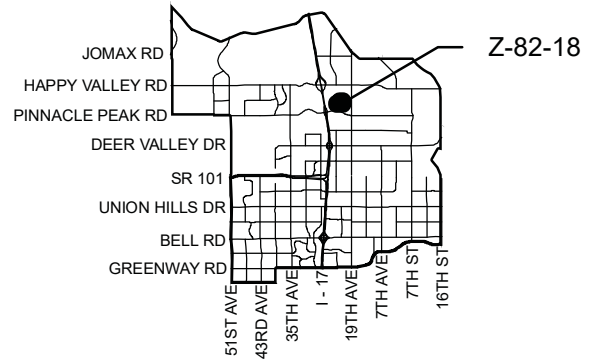 Z-82-18
JOMAX RD
HAPPY VALLEY RD
PINNACLE PEAK RD
DEER VALLEY DR
SR 101
UNION HILLS DR
BELL RD
GREENWAY RD
51ST AVE
43RD AVE
35TH AVE
I - 17
19TH AVE
7TH AVE
7TH ST
16TH ST